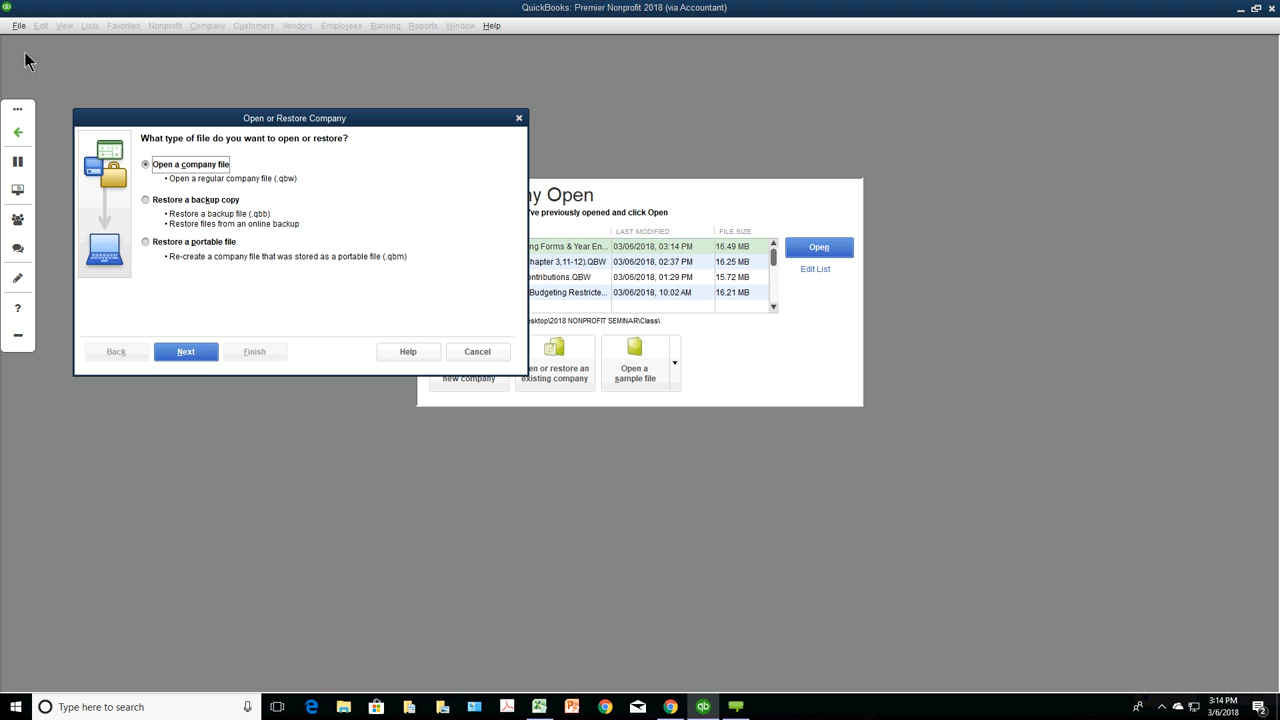 QuickBooks: Premier Nonprofit 2018 (via Accountant)
File Edit View Lists Favorites Nonprofit Company Customers Vendors Employees Banking Reports Window Help
Open or Restore Company
What type of file do you want to open or restore?
Open a company file
• Open a regular company file (.qbw)
Restore a backup copy
• Restore a backup file (.qbb)
• Restore files from an online backup
Restore a portable file
• Re-create a company file that was stored as a portable file (.qbm)
Back Next Finish Help Cancel
ny Open
've previously opened and click Open
LAST MODIFIED FILE SIZE
ng Forms & Year En... 03/06/2018, 03:14 PM 16.49 MB
hapter 3,11-12).QBW 03/06/2018, 02:37 PM 16.25 MB
ontributions.QBW 03/06/2018, 01:29 PM 15.72 MB
Budgeting Restricte... 03/06/2018, 10:02 AM 16.21 MB
Open
Edit List
esktop\2018 NONPROFIT SEMINAR\Class\
new company
en or restore an
existing company
Open a
sample file
Type here to search
3:14 PM
3/6/2018